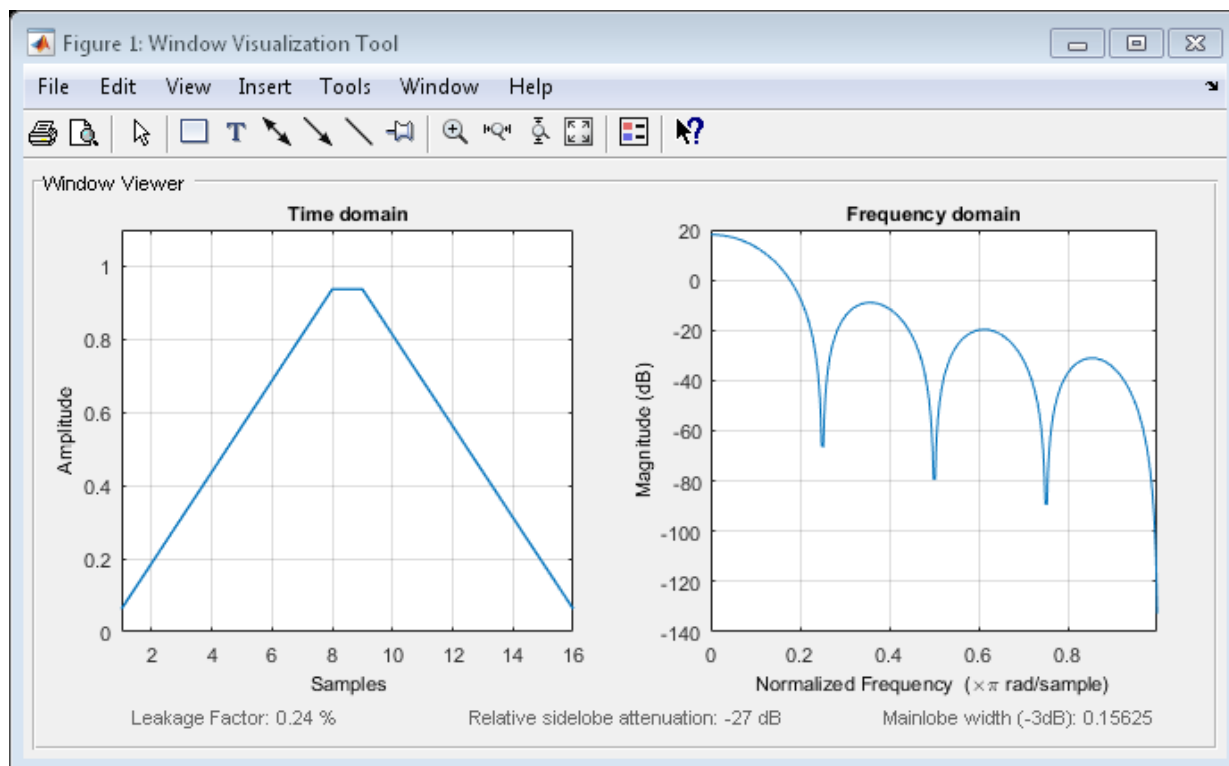 Figure 1: Window Visualization Tool
File Edit View Insert Tools Window Help
T
?
Window Viewer
Time domain
1
0.8
0.6
0.4
0.2
0
Amplitude
2 4 6 8 10 12 14 16
Samples
Frequency domain
20
0
-20
-40
-60
-80
-100
-120
-140
Magnitude (dB)
0 0.2 0.4 0.6 0.8
Normalized Frequency (×π rad/sample)
Leakage Factor: 0.24 % Relative sidelobe attenuation: -27 dB Mainlobe width (-3dB): 0.15625